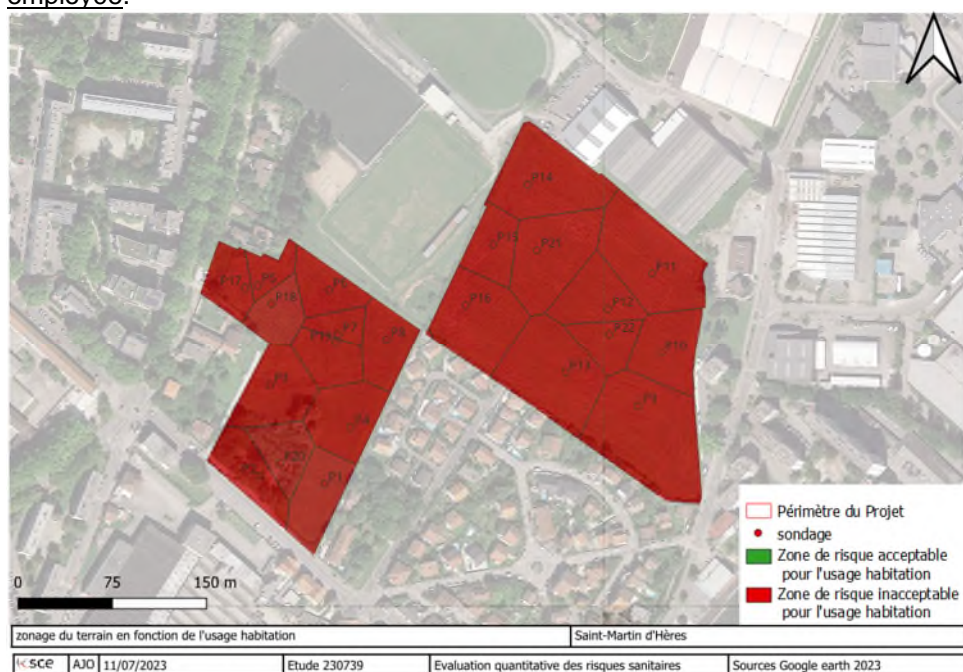 employée.
P14
P15
P25
P11
P16
P12
P22
P10
P13
P9
P17
P6
P18
P5
P7
P19
P8
P3
P4
P20
P1
Périmètre du Projet
sondage
Zone de risque acceptable
pour l'usage habitation
Zone de risque inacceptable
pour l'usage habitation
0 75 150 m
zonage du terrain en fonction de l'usage habitation
Saint-Martin d'Hères
sce
AJO
11/07/2023
Etude 230739
Evaluation quantitative des risques sanitaires
Sources Google earth 2023